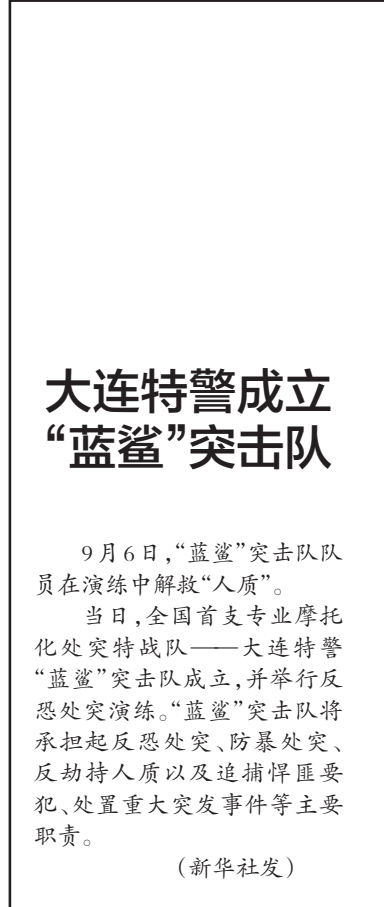 大连特警成立
“蓝鲨”突击队
9月6日,“蓝鲨”突击队队
员在演练中解救“人质”。
当日,全国首支专业摩托
化处突特战队——大连特警
“蓝鲨”突击队成立,并举行反
恐处突演练。“蓝鲨”突击队将
承担起反恐处突、防暴处突、
反劫持人质以及追捕悍匪要
犯、处置重大突发事件等主要
职责。
（新华社发）